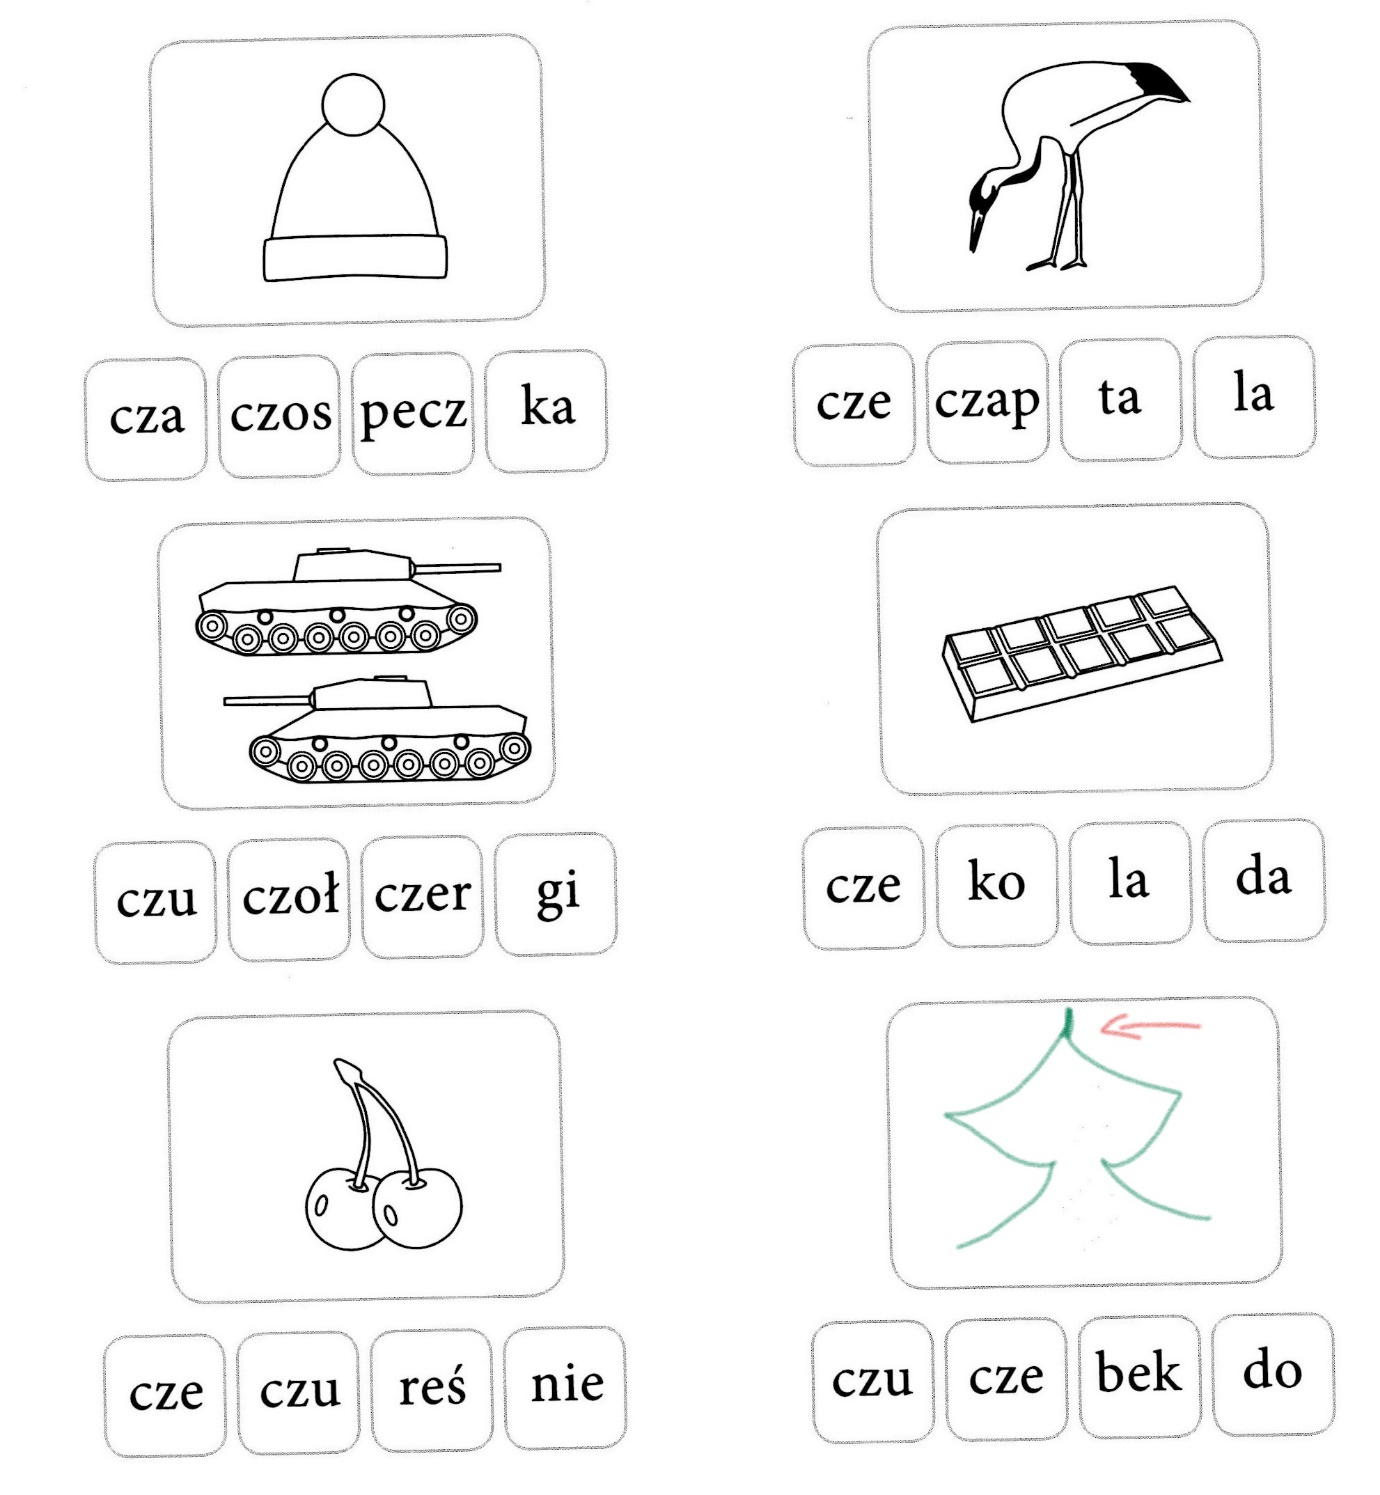 cza czos pecz ka
cze czap ta la
czu czoł czer gi
cze ko la da
cze czu reś nie
czu cze bek do